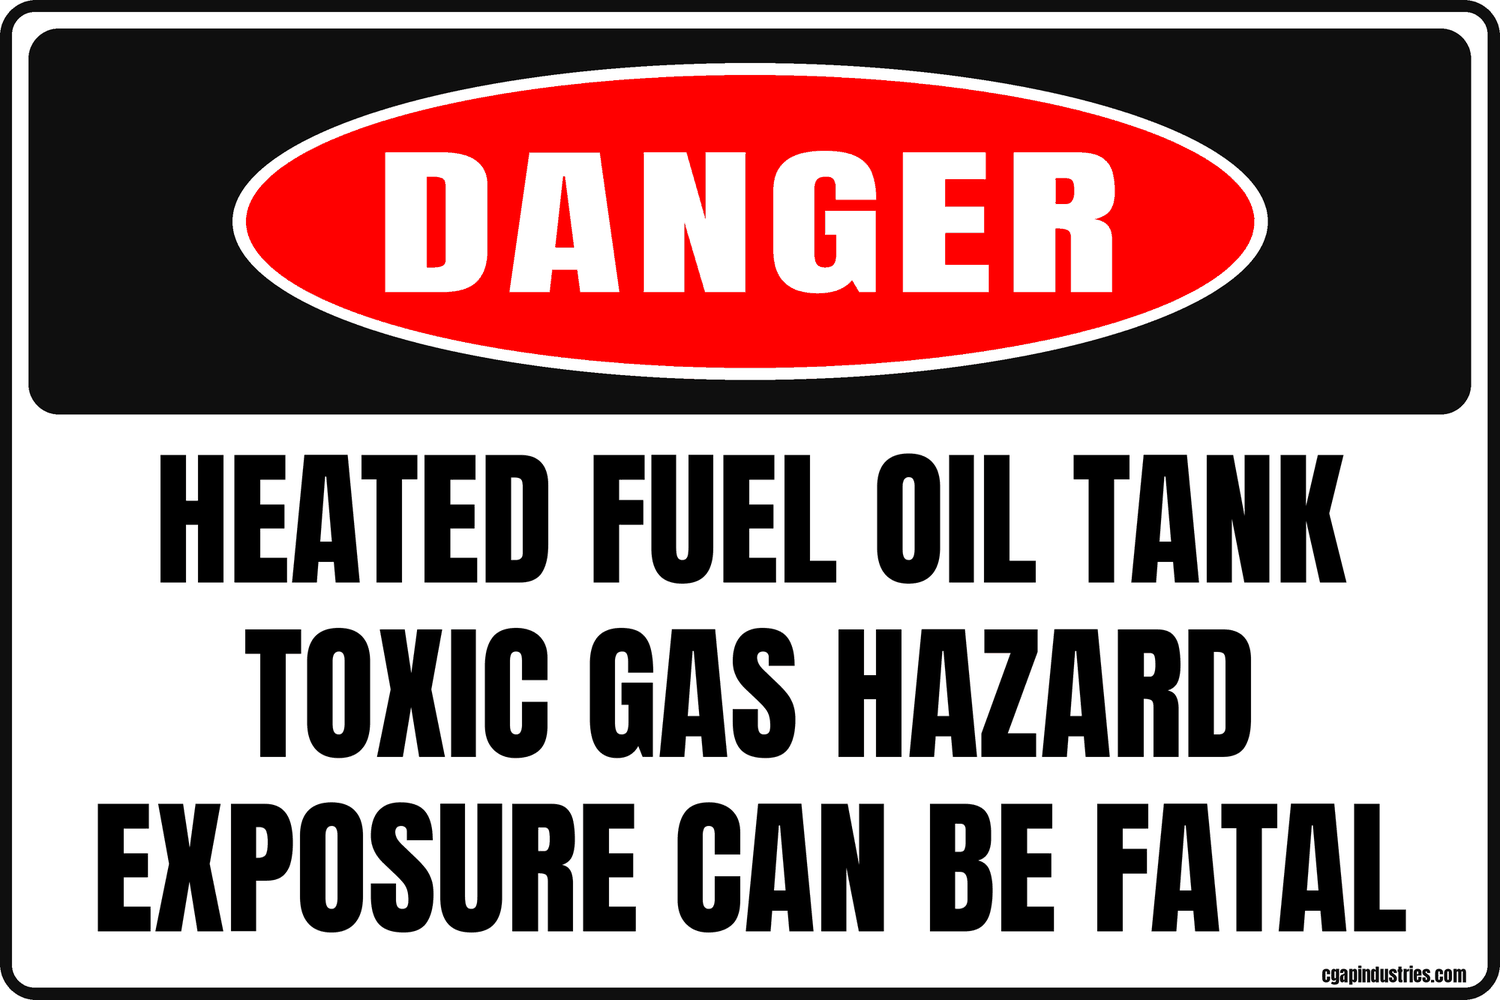 DANGER
HEATED FUEL OIL TANK
TOXIC GAS HAZARD
EXPOSURE CAN BE FATAL
cgapindustries.com